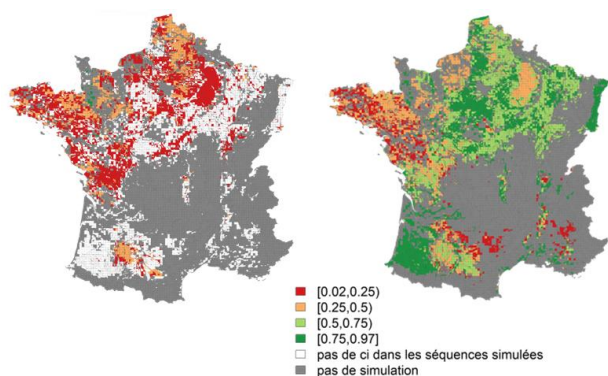 [0.02,0.25)
[0.25,0.5)
[0.5,0.75)
[0.75,0.97]
pas de ci dans les séquences simulées
pas de simulation